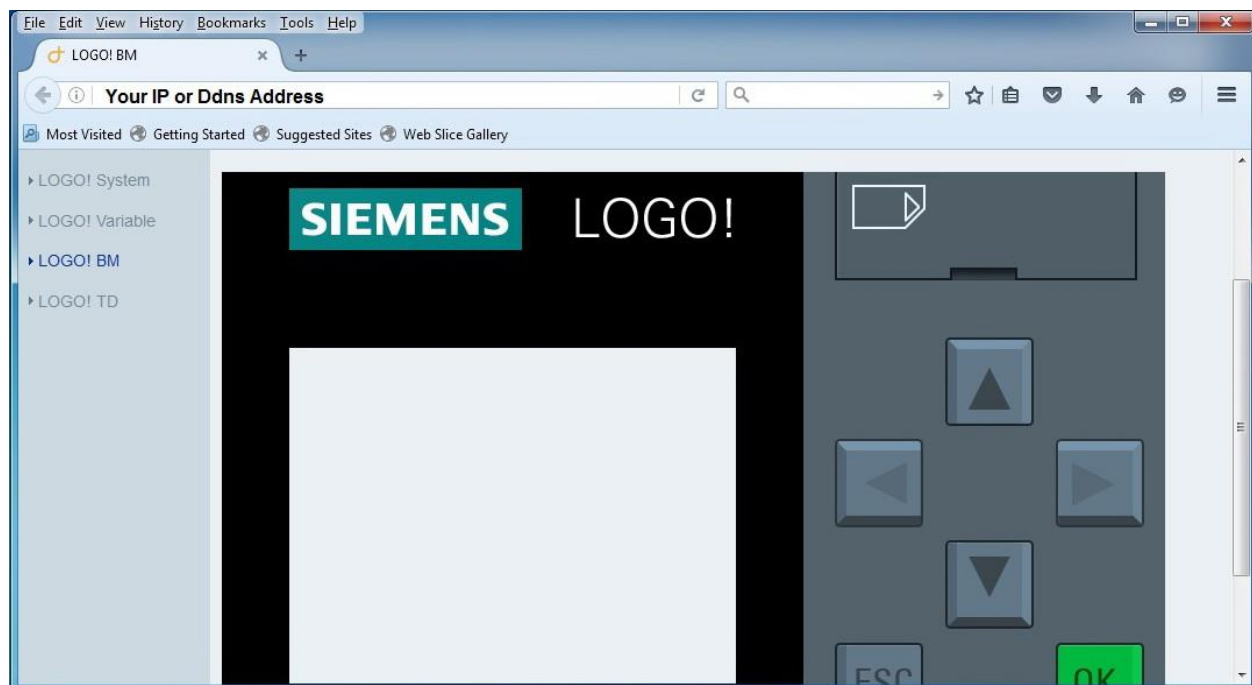 File Edit View History Bookmarks Tools Help
LOGO! BM
Your IP or Ddns Address
Most Visited Getting Started Suggested Sites Web Slice Gallery
LOGO! System
LOGO! Variable
LOGO! BM
LOGO! TD
SIEMENS LOGO!
ESC OK